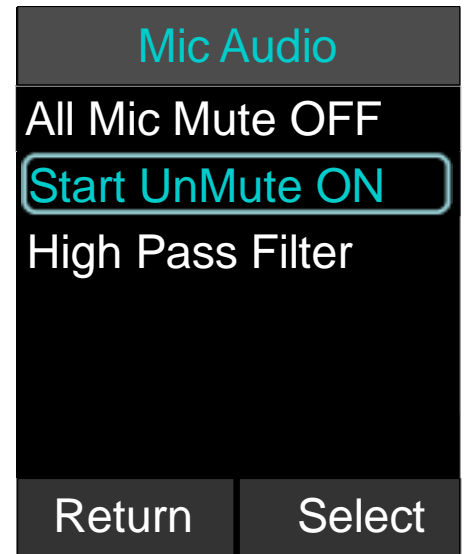 Mic Audio
All Mic Mute OFF
Start UnMute ON
High Pass Filter
Return Select